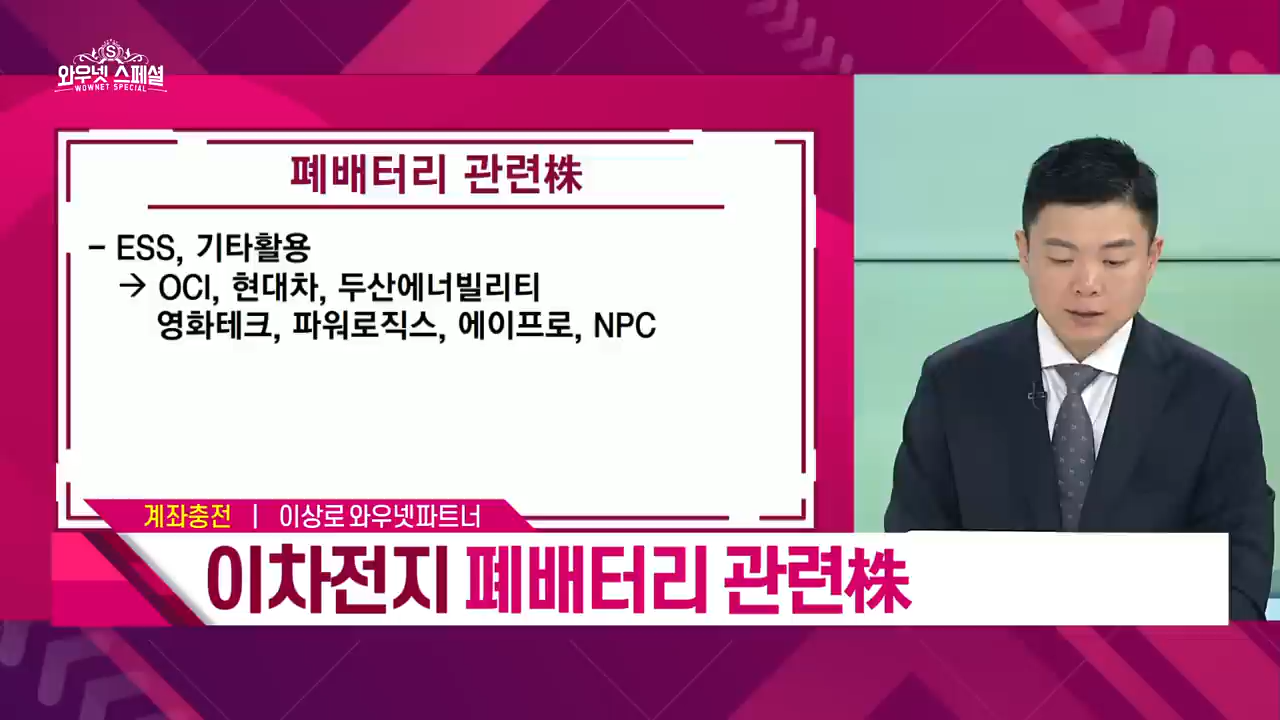 S
와우넷 스페셜
WOWNET SPECIAL
폐배터리 관련株
- ESS, 기타활용
→ OCI, 현대차, 두산에너빌리티
영화테크, 파워로직스, 에이프로, NPC
계좌충전 | 이상로 와우넷파트너
이차전지 폐배터리 관련株